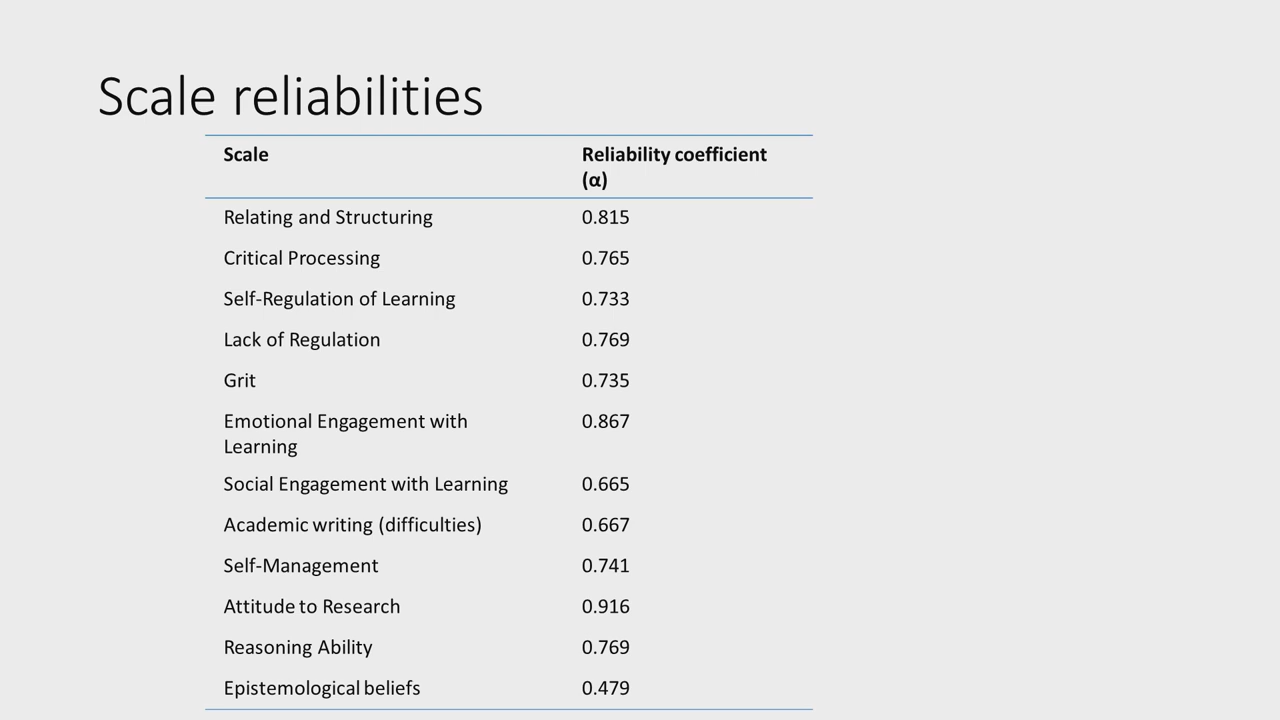 Scale reliabilities
Scale Reliability coefficient
(α)
Relating and Structuring 0.815
Critical Processing 0.765
Self-Regulation of Learning 0.733
Lack of Regulation 0.769
Grit 0.735
Emotional Engagement with 0.867
Learning
Social Engagement with Learning 0.665
Academic writing (difficulties) 0.667
Self-Management 0.741
Attitude to Research 0.916
Reasoning Ability 0.769
Epistemological beliefs 0.479